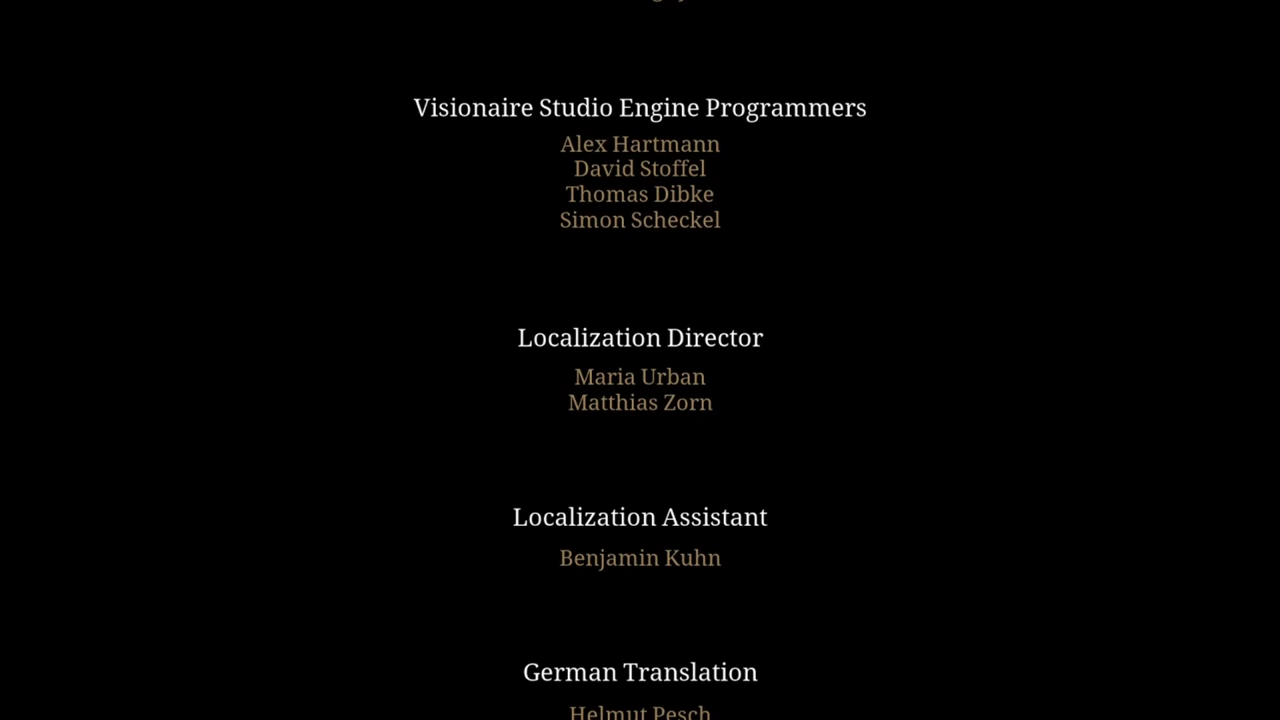 Visionaire Studio Engine Programmers
Alex Hartmann
David Stoffel
Thomas Dibke
Simon Scheckel
Localization Director
Maria Urban
Matthias Zorn
Localization Assistant
Benjamin Kuhn
German Translation
Helmut Pesch